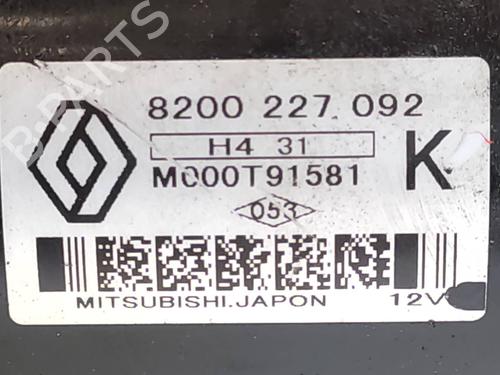 B-PARTS
8200 227 092
H4 31
M000T91581
K
053
MITSUBISHI.JAPON 12V